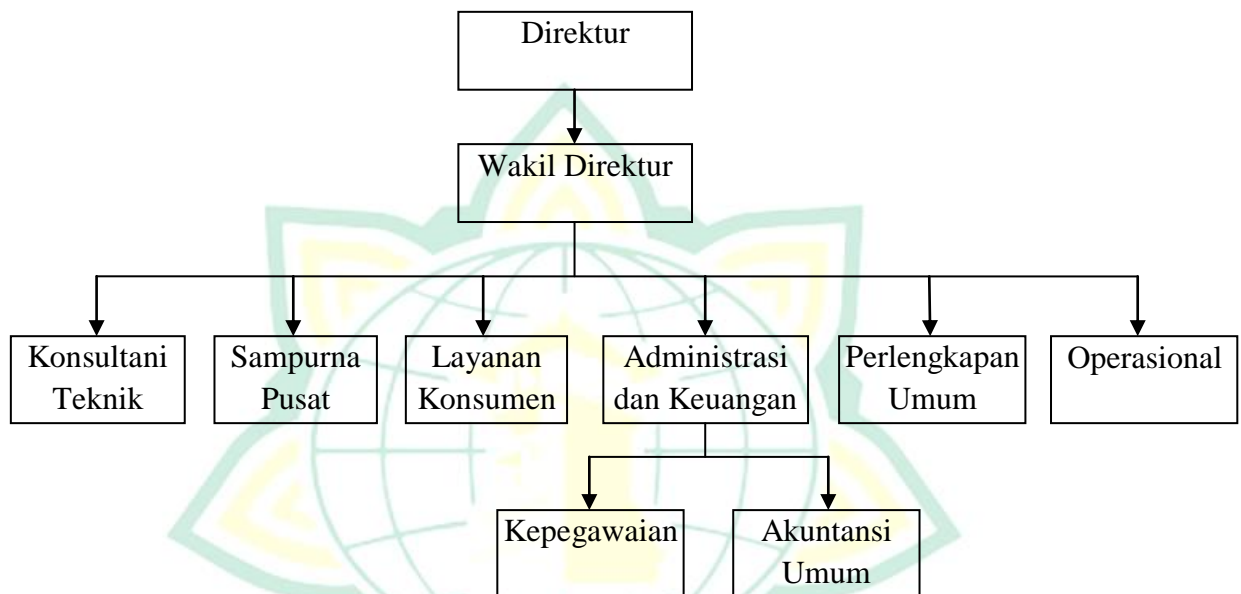 Direktur
Wakil Direktur
Konsultani
Teknik
Sampurna
Pusat
Layanan
Konsumen
Administrasi
dan Keuangan
Perlengkapan
Umum
Operasional
Kepegawaian
Akuntansi
Umum